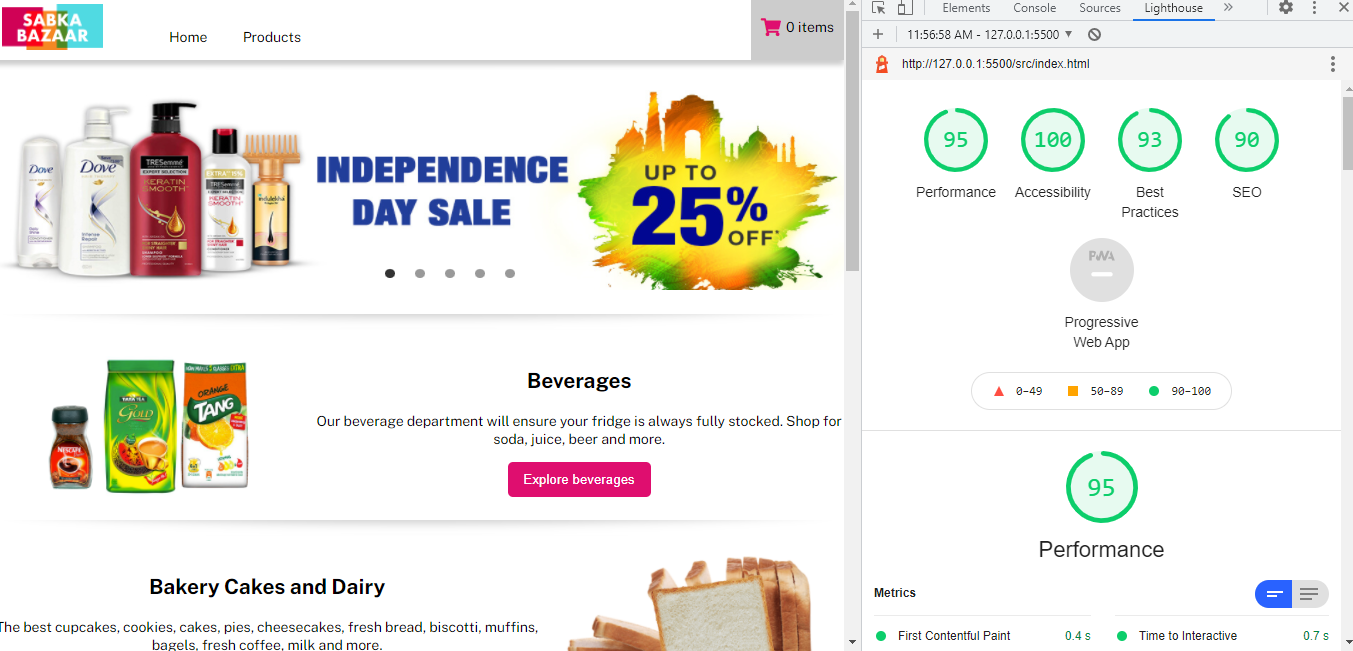 SABKA
BAZAAR
Home
Products
0 items
Dove
Dove
Intense
Repair
TRESemmé
EXPERT SELECTION
KERATIN
SMOOTH
TRESemmé
KERATIN
SMOOTH
indulekha
INDEPENDENCE
DAY SALE
UP TO
25%
OFF*
Beverages
Our beverage department will ensure your fridge is always fully stocked. Shop for
soda, juice, beer and more.
Explore beverages
NESCAFE
TATA TEA
GOLD
ORANGE
TANG
Bakery Cakes and Dairy
The best cupcakes, cookies, cakes, pies, cheesecakes, fresh bread, biscotti, muffins,
bagels, fresh coffee, milk and more.
Elements
Console
Sources
Lighthouse
»
+
11:56:58 AM - 127.0.0.1:5500
http://127.0.0.1:5500/src/index.html
95
100
93
90
Performance
Accessibility
Best
Practices
SEO
PWA
Progressive
Web App
0–49
50–89
90–100
95
Performance
Metrics
First Contentful Paint
0.4 s
Time to Interactive
0.7 s